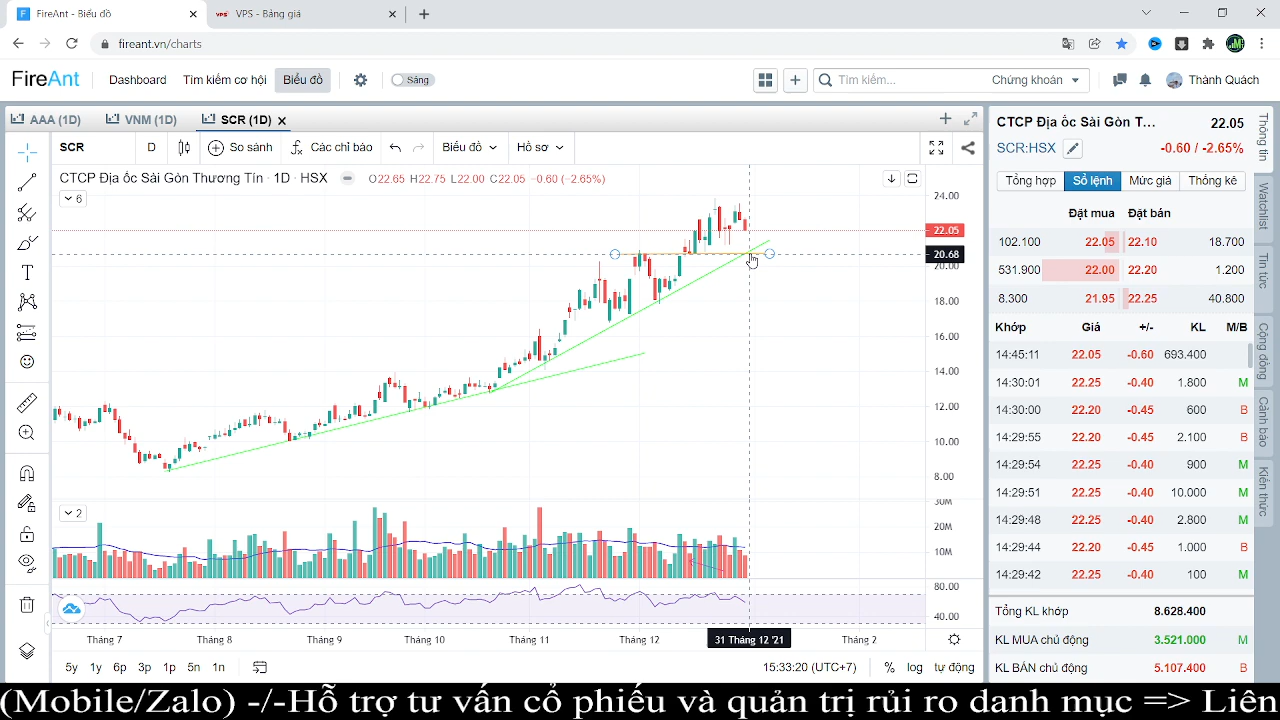 FireAnt - Biểu đồ
VPS - Bảng giá
fireant.vn/charts
FireAnt
Dashboard Tìm kiếm cơ hội Biểu đồ Sáng
Tìm kiếm... Chứng khoán Thành Quách
AAA (1D) VNM (1D) SCR (1D)
SCR D So sánh Các chỉ báo Biểu đồ Hồ sơ
CTCP Địa ốc Sài Gòn Thương Tín · 1D · HSX O22.65 H22.75 L22.00 C22.05 −0.60 (−2.65%)
6
24.00
22.05
20.68
20.00
18.00
16.00
14.00
12.00
10.00
8.00
2
30M
20M
10M
80.00
40.00
Tháng 7 Tháng 8 Tháng 9 Tháng 10 Tháng 11 Tháng 12 31 Tháng 12 '21 Tháng 2
5y 1y 6p 3p 1p 5n 1n 15:33:20 (UTC+7) % log tự động
CTCP Địa ốc Sài Gòn T... 22.05
SCR:HSX -0.60 / -2.65%
Tổng hợp Sổ lệnh Mức giá Thống kê
Đặt mua Đặt bán
102.100 22.05 22.10 18.700
531.900 22.00 22.20 1.200
8.300 21.95 22.25 40.800
Khớp Giá +/- KL M/B
14:45:11 22.05 -0.60 693.400
14:30:01 22.25 -0.40 1.800 M
14:30:00 22.20 -0.45 600 B
14:29:55 22.20 -0.45 2.100 B
14:29:54 22.25 -0.40 900 M
14:29:51 22.25 -0.40 10.000 M
14:29:48 22.25 -0.40 2.800 M
14:29:44 22.20 -0.45 1.000 B
14:29:42 22.25 -0.40 100 M
Tổng KL khớp 8.628.400
KL MUA chủ động 3.521.000 M
KL BÁN chủ động 5.107.400 B
Thông tin
Watchlist
Tin tức
Cộng đồng
Cảnh báo
Kiến thức
(Mobile/Zalo) -/-Hỗ trợ tư vấn cổ phiếu và quản trị rủi ro danh mục => Liên